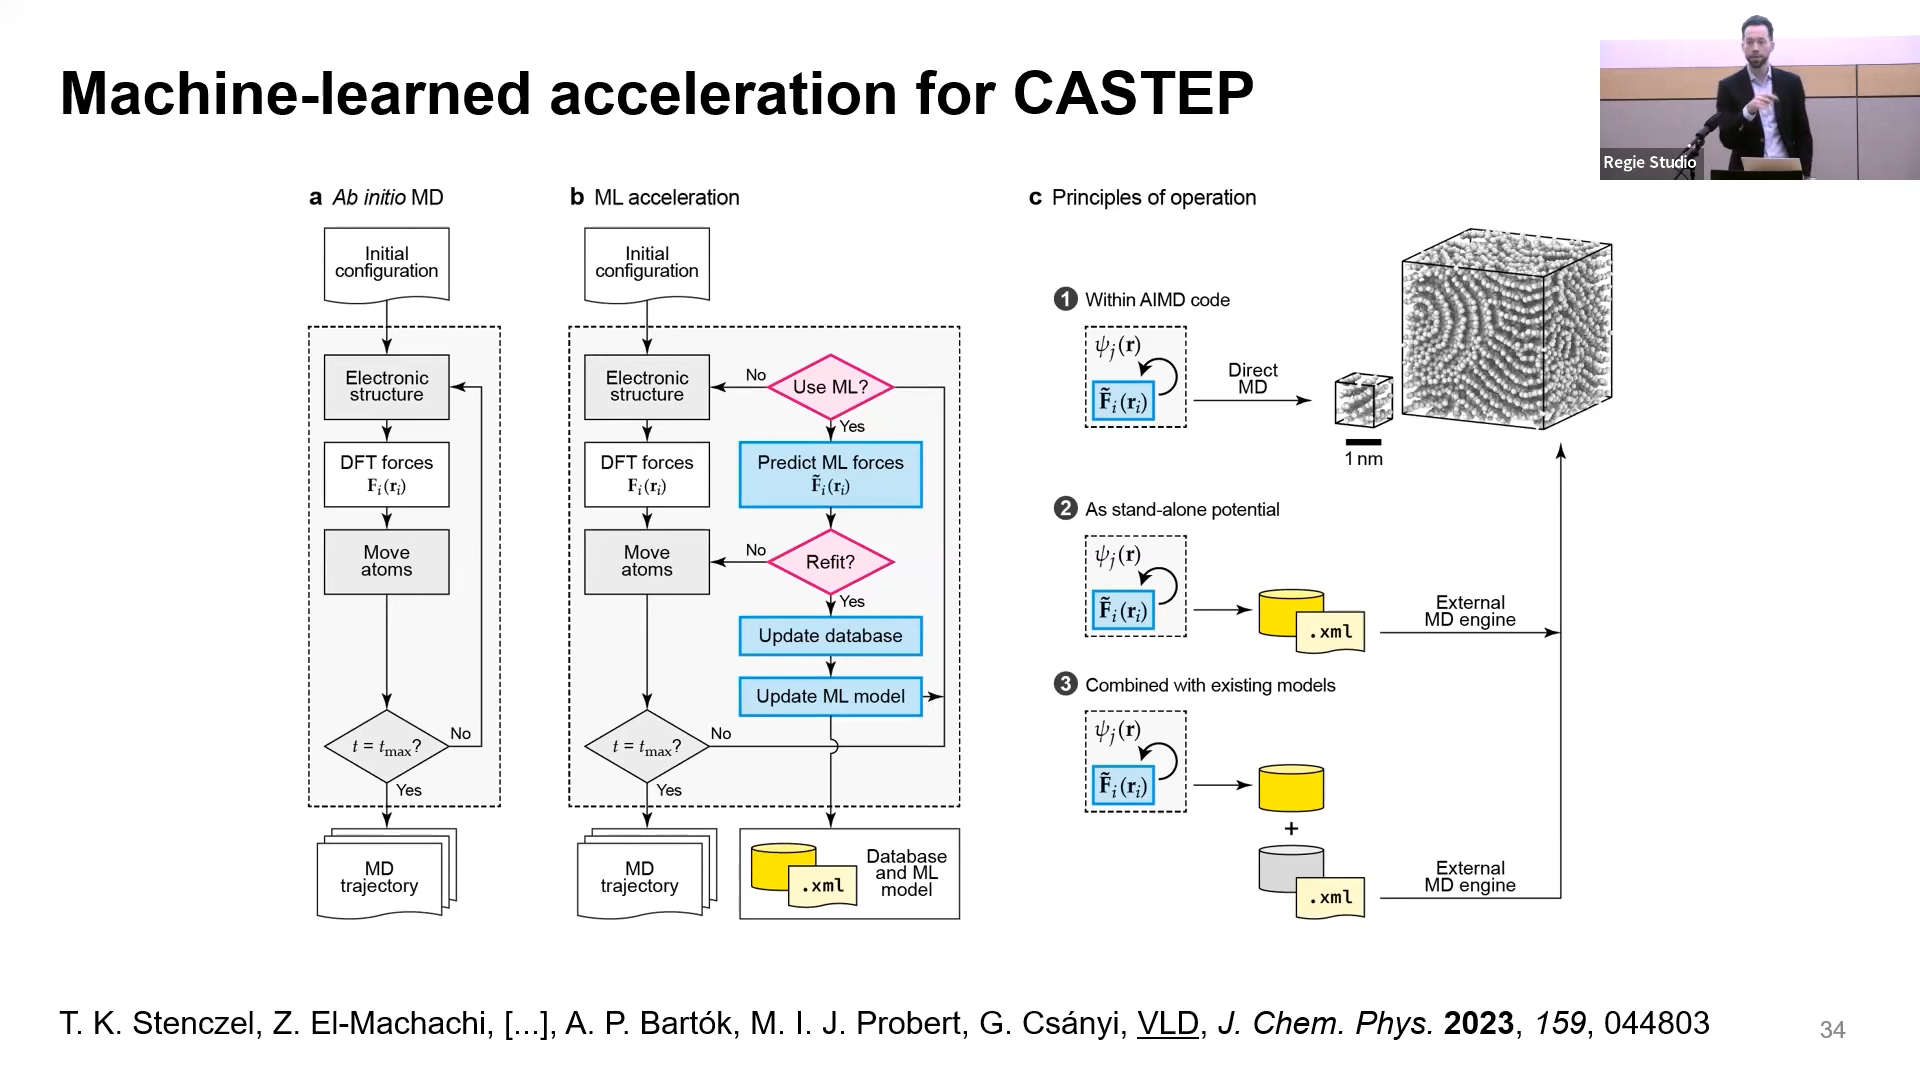 Machine-learned acceleration for CASTEP
Regie Studio
a Ab initio MD
Initial
configuration
Electronic
structure
DFT forces
Fᵢ(rᵢ)
Move
atoms
t = tmax?
No
Yes
MD
trajectory
b ML acceleration
Initial
configuration
Electronic
structure
No
Use ML?
Yes
DFT forces
Fᵢ(rᵢ)
Predict ML forces
F̃ᵢ(rᵢ)
Move
atoms
No
Refit?
Yes
Update database
Update ML model
t = tmax?
No
Yes
MD
trajectory
.xml
Database
and ML
model
c Principles of operation
1 Within AIMD code
ψⱼ(r)
F̃ᵢ(rᵢ)
Direct
MD
1 nm
2 As stand-alone potential
ψⱼ(r)
F̃ᵢ(rᵢ)
.xml
External
MD engine
3 Combined with existing models
ψⱼ(r)
F̃ᵢ(rᵢ)
+
.xml
External
MD engine
T. K. Stenczel, Z. El-Machachi, [...], A. P. Bartók, M. I. J. Probert, G. Csányi, VLD, J. Chem. Phys. 2023, 159, 044803
34